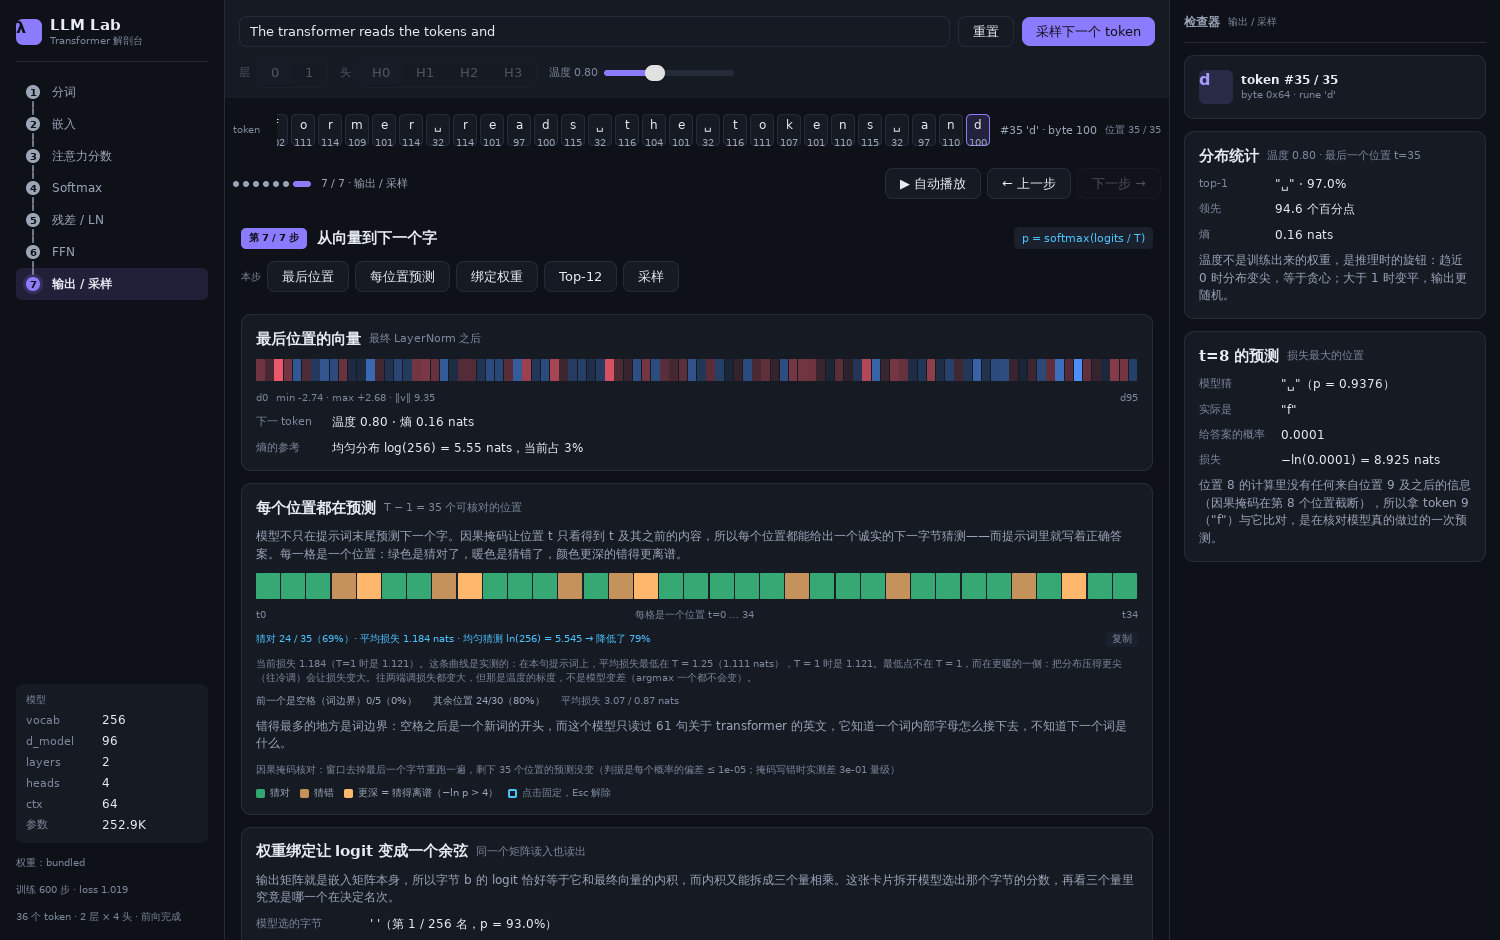 λ
LLM Lab
Transformer 解剖台
1 分词
2 嵌入
3 注意力分数
4 Softmax
5 残差 / LN
6 FFN
7 输出 / 采样
模型
vocab 256
d_model 96
layers 2
heads 4
ctx 64
参数 252.9K
权重：bundled
训练 600 步 · loss 1.019
36 个 token · 2 层 × 4 头 · 前向完成
The transformer reads the tokens and
重置
采样下一个 token
层 0 1 头 H0 H1 H2 H3 温度 0.80
token
o r m e r ␣ r e a d s ␣ t h e ␣ t o k e n s ␣ a n d
111 114 109 101 114 32 114 101 97 100 115 32 116 104 101 32 116 111 107 101 110 115 32 97 110 100
#35 'd' · byte 100 位置 35 / 35
7 / 7 · 输出 / 采样
▶ 自动播放
← 上一步
下一步 →
第 7 / 7 步 从向量到下一个字
p = softmax(logits / T)
本步 最后位置 每位置预测 绑定权重 Top-12 采样
最后位置的向量 最终 LayerNorm 之后
d0 min -2.74 · max +2.68 · ‖v‖ 9.35 d95
下一 token 温度 0.80 · 熵 0.16 nats
熵的参考 均匀分布 log(256) = 5.55 nats，当前占 3%
每个位置都在预测 T − 1 = 35 个可核对的位置
模型不只在提示词末尾预测下一个字。因果掩码让位置 t 只看得到 t 及其之前的内容，所以每个位置都能给出一个诚实的下一字节猜测——而提示词里就写着正确答
案。每一格是一个位置：绿色是猜对了，暖色是猜错了，颜色更深的错得更离谱。
t0 每格是一个位置 t=0 … 34 t34
猜对 24 / 35（69%）· 平均损失 1.184 nats · 均匀猜测 ln(256) = 5.545 → 降低了 79%
复制
当前损失 1.184（T=1 时是 1.121）。这条曲线是实测的：在本句提示词上，平均损失最低在 T = 1.25（1.111 nats），T = 1 时是 1.121。最低点不在 T = 1，而在更暖的一侧：把分布压得更尖
（往冷调）会让损失变大。往两端调损失都变大，但那是温度的标度，不是模型变差（argmax 一个都不会变）。
前一个是空格（词边界）0/5（0%） 其余位置 24/30（80%） 平均损失 3.07 / 0.87 nats
错得最多的地方是词边界：空格之后是一个新词的开头，而这个模型只读过 61 句关于 transformer 的英文，它知道一个词内部字母怎么接下去，不知道下一个词是
什么。
因果掩码核对：窗口去掉最后一个字节重跑一遍，剩下 35 个位置的预测没变（判据是每个概率的偏差 ≤ 1e-05；掩码写错时实测差 3e-01 量级）
猜对 猜错 更深 = 猜得离谱（−ln p > 4） 点击固定，Esc 解除
权重绑定让 logit 变成一个余弦 同一个矩阵读入也读出
输出矩阵就是嵌入矩阵本身，所以字节 b 的 logit 恰好等于它和最终向量的内积，而内积又能拆成三个量相乘。这张卡片拆开模型选出那个字节的分数，再看三个量里
究竟是哪一个在决定名次。
模型选的字节 ' '（第 1 / 256 名，p = 93.0%）
检查器 输出 / 采样
d
token #35 / 35
byte 0x64 · rune 'd'
分布统计 温度 0.80 · 最后一个位置 t=35
top-1 "␣" · 97.0%
领先 94.6 个百分点
熵 0.16 nats
温度不是训练出来的权重，是推理时的旋钮：趋近
0 时分布变尖，等于贪心；大于 1 时变平，输出更
随机。
t=8 的预测 损失最大的位置
模型猜 "␣"（p = 0.9376）
实际是 "f"
给答案的概率 0.0001
损失 −ln(0.0001) = 8.925 nats
位置 8 的计算里没有任何来自位置 9 及之后的信息
（因果掩码在第 8 个位置截断），所以拿 token 9
（"f"）与它比对，是在核对模型真的做过的一次预
测。